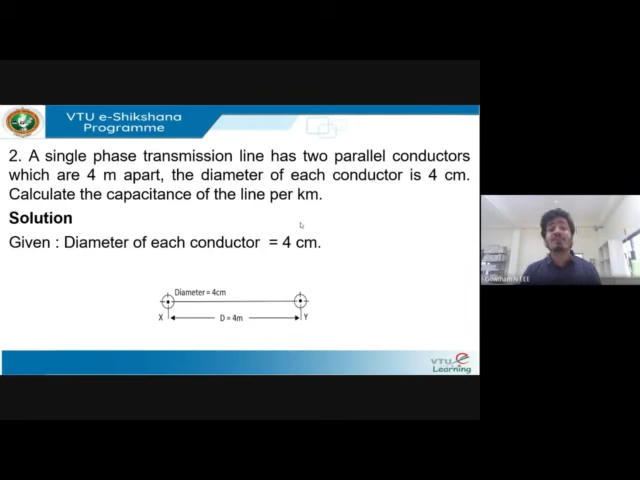 VTU e-Shikshana
Programme
2. A single phase transmission line has two parallel conductors
which are 4 m apart, the diameter of each conductor is 4 cm.
Calculate the capacitance of the line per km.
Solution
Given : Diameter of each conductor = 4 cm.
Diameter = 4cm
X D = 4m Y
VTU e
Learning